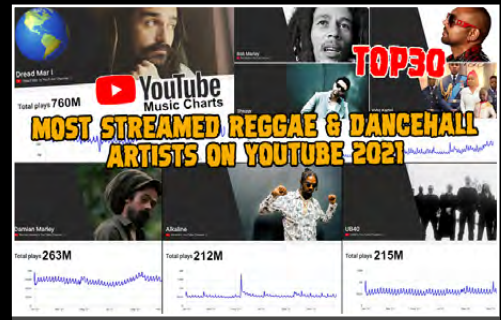 Bob Marley
TOP30
Dread Mar I
YouTube
Music Charts
Shaggy
Total plays 760M
MOST STREAMED REGGAE & DANCEHALL
ARTISTS ON YOUTUBE 2021
Damian Marley
Alkaline
UB40
Total plays 263M
Total plays 212M
Total plays 215M